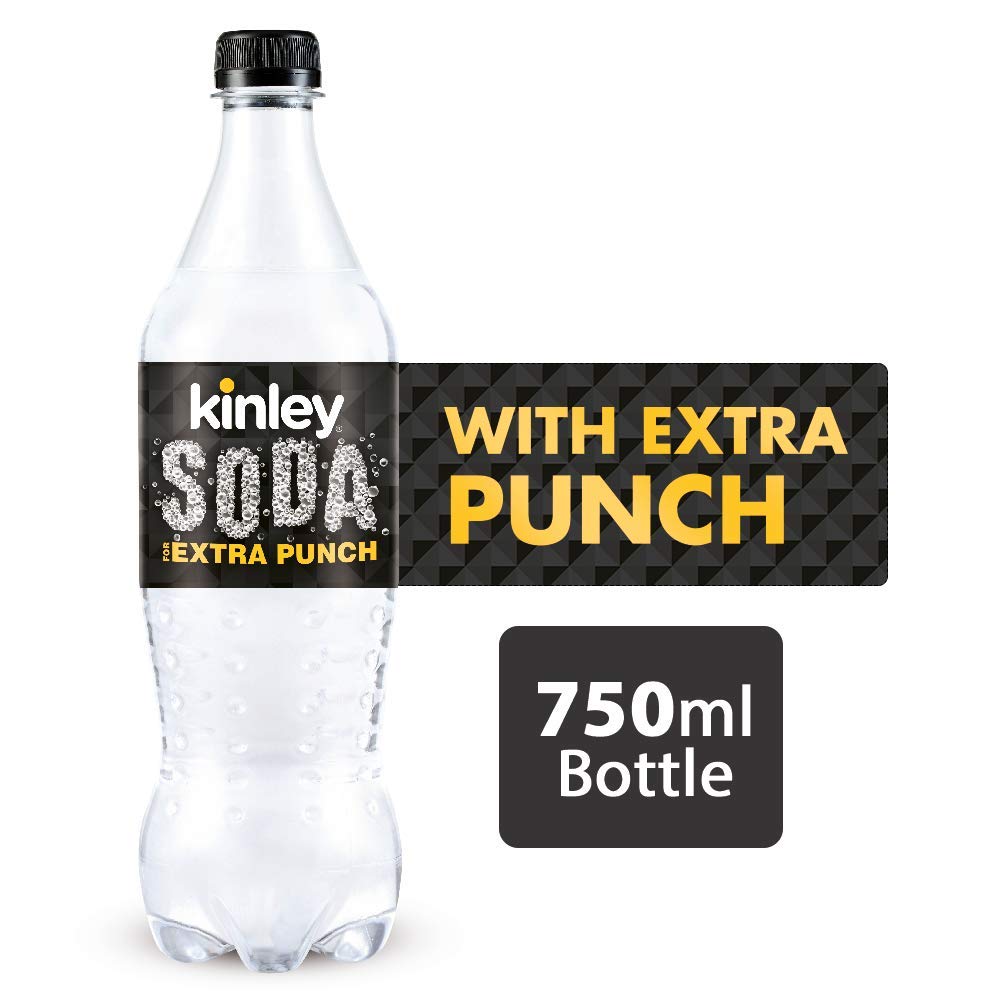 kinley
SODA
FOR EXTRA PUNCH
WITH EXTRA
PUNCH
750ml
Bottle